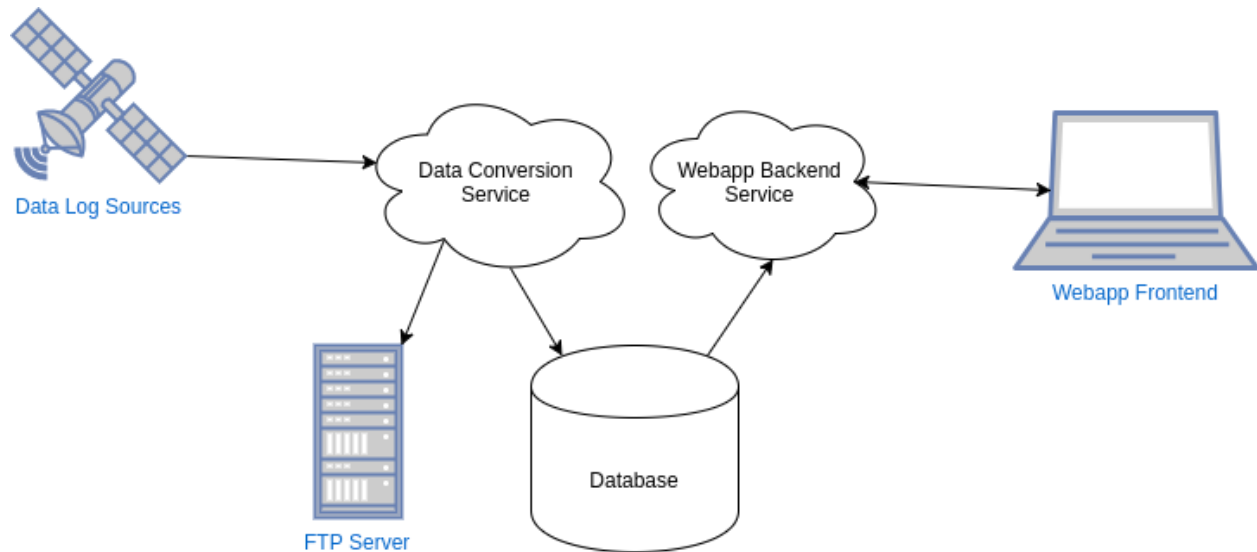 Data Log Sources
Data Conversion
Service
Webapp Backend
Service
Webapp Frontend
FTP Server
Database